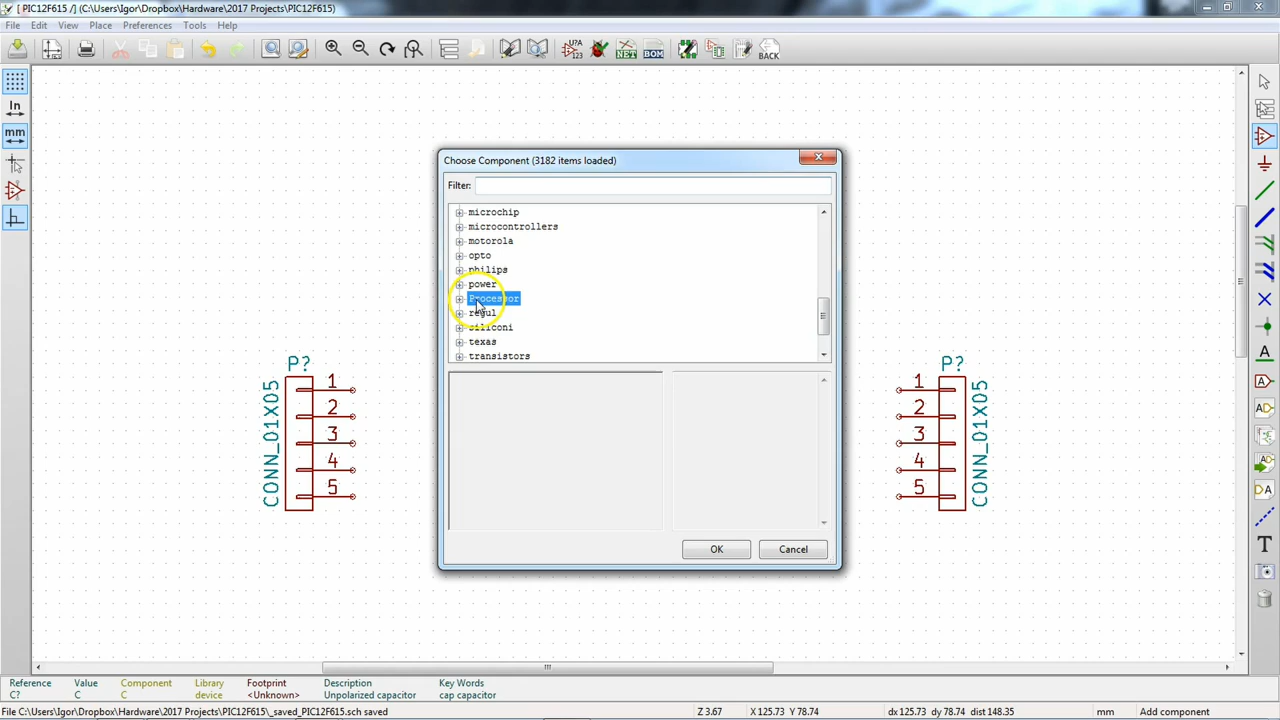 [ PIC12F615 /] (C:\Users\Igor\Dropbox\Hardware\2017 Projects\PIC12F615)
File Edit View Place Preferences Tools Help
NET BOM BACK
In
mm
Choose Component (3182 items loaded)
Filter:
microchip
microcontrollers
motorola
opto
philips
power
Processor
regul
siliconi
texas
transistors
OK Cancel
P?
CONN_01X05
1
2
3
4
5
P?
CONN_01X05
1
2
3
4
5
Reference Value Component Library Footprint Description Key Words
C? C C device <Unknown> Unpolarized capacitor cap capacitor
File C:\Users\Igor\Dropbox\Hardware\2017 Projects\PIC12F615\_saved_PIC12F615.sch saved Z 3.67 X 125.73 Y 78.74 dx 125.73 dy 78.74 dist 148.35 mm Add component